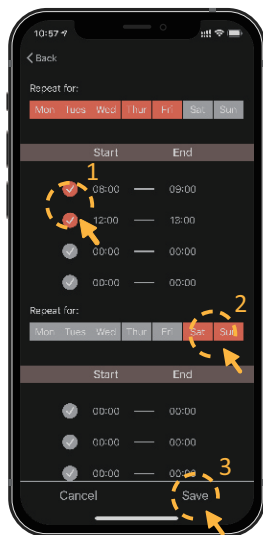 10:57
Back
Repeat for:
Mon Tues Wed Thur Fri Sat Sun
Start End
1
08:00 — 09:00
12:00 — 13:00
00:00 — 00:00
00:00 — 00:00
Repeat for:
2
Mon Tues Wed Thur Fri Sat Sun
Start End
00:00 — 00:00
00:00 — 00:00
00:00 — 00:00
3
Cancel Save